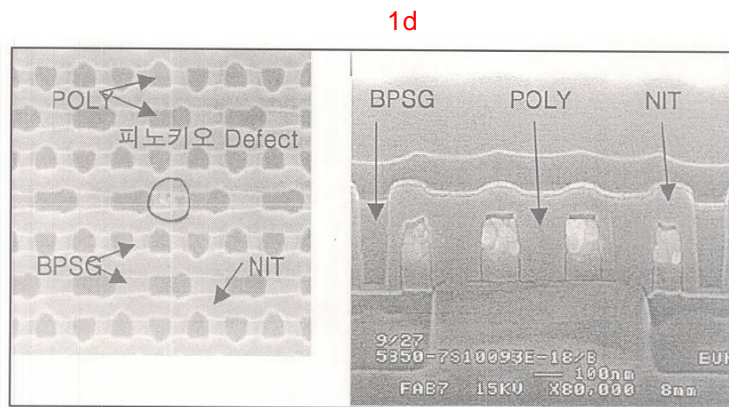 1d
POLY
피노키오 Defect
BPSG
NIT
BPSG
POLY
NIT
9/27
5350-7S10093E-18/B
EVK
100nm
FAB7
15KV
X80,000
8mm